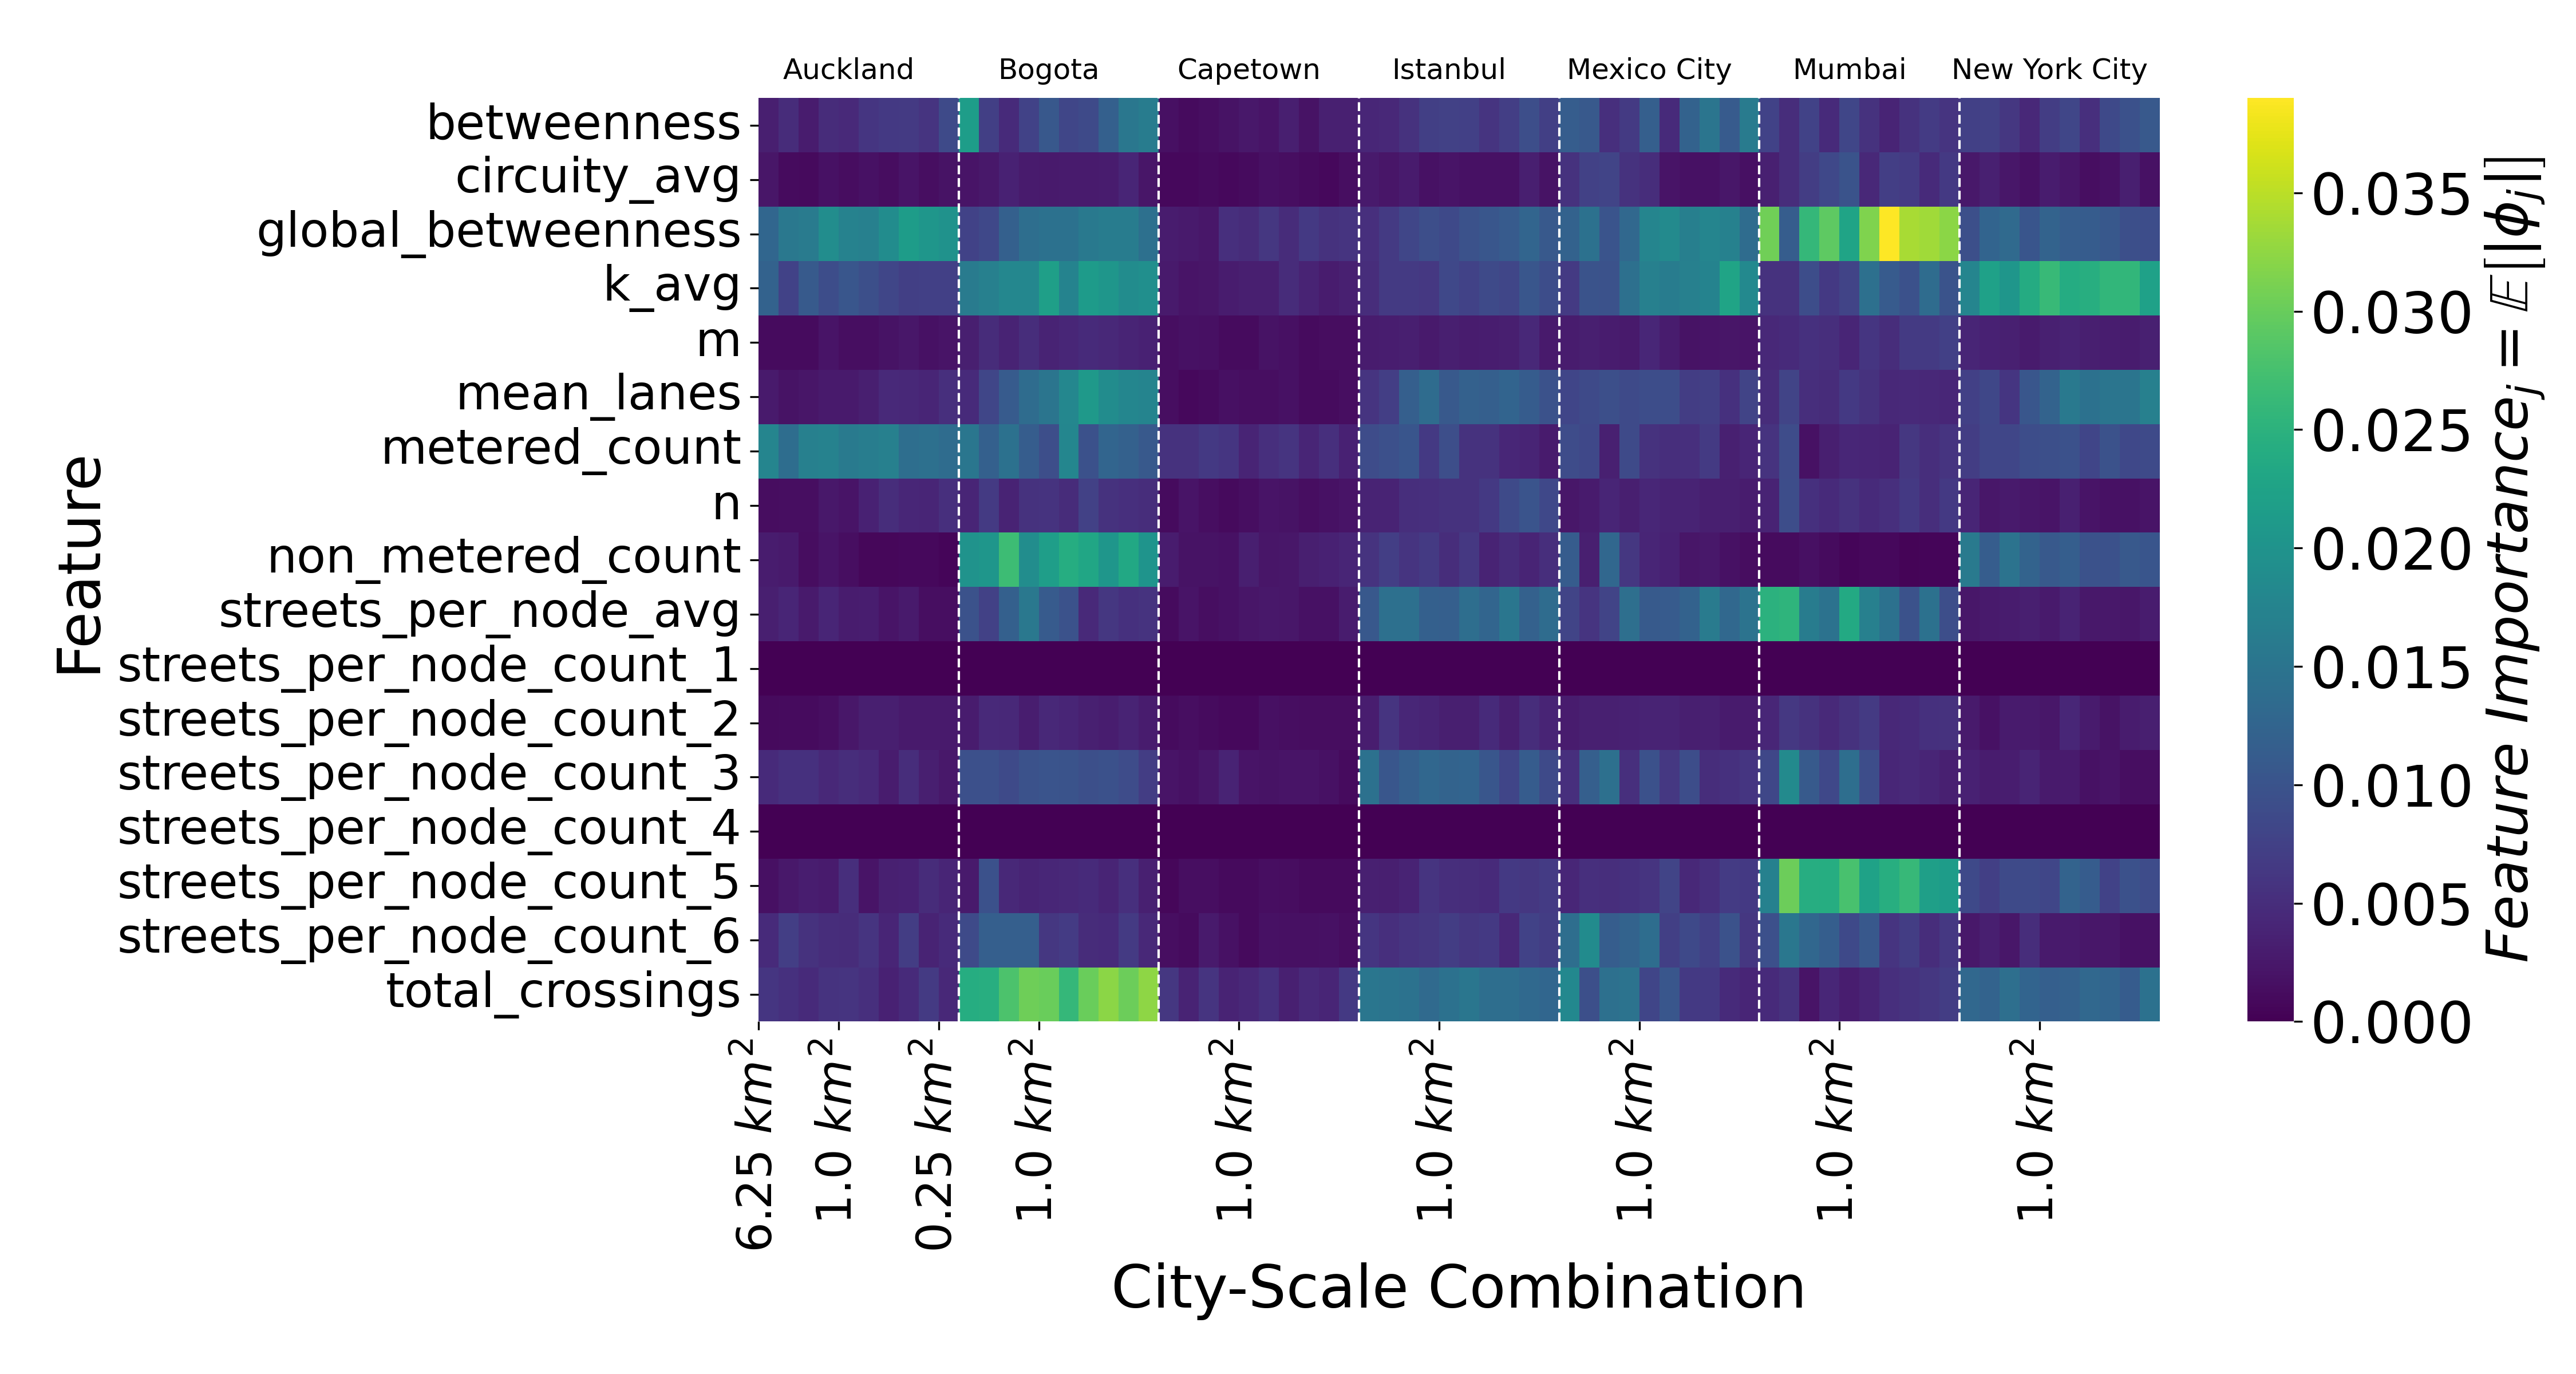 Auckland Bogota Capetown Istanbul Mexico City Mumbai New York City
betweenness
circuity_avg
global_betweenness
k_avg
m
mean_lanes
metered_count
n
non_metered_count
streets_per_node_avg
streets_per_node_count_1
streets_per_node_count_2
streets_per_node_count_3
streets_per_node_count_4
streets_per_node_count_5
streets_per_node_count_6
total_crossings
Feature
6.25 km²
1.0 km²
0.25 km²
1.0 km²
1.0 km²
1.0 km²
1.0 km²
1.0 km²
1.0 km²
City-Scale Combination
0.035
0.030
0.025
0.020
0.015
0.010
0.005
0.000
Feature Importance_j = 𝔼[||ϕ_j||]